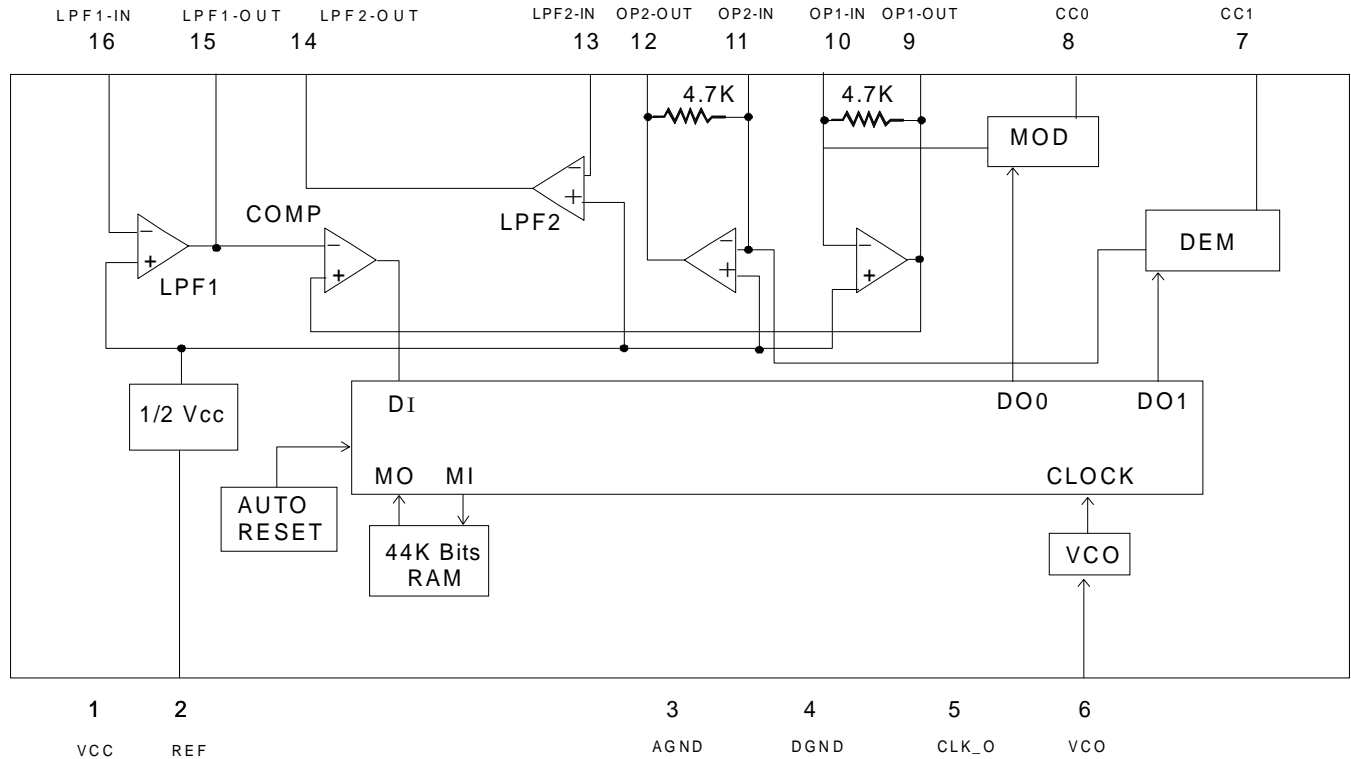 LPF1-IN LPF1-OUT LPF2-OUT LPF2-IN OP2-OUT OP2-IN OP1-IN OP1-OUT CC0 CC1
16 15 14 13 12 11 10 9 8 7
4.7K 4.7K
MOD
−
+
LPF2
COMP
DEM
−
+
LPF1
−
+
−
+
−
+
1/2 Vcc
DI DO0 DO1
MO MI CLOCK
AUTO
RESET
44K Bits
RAM
VCO
1 2 3 4 5 6
VCC REF AGND DGND CLK_O VCO